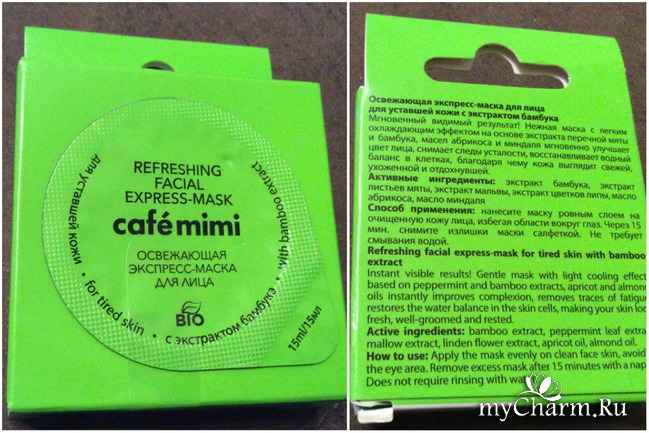 REFRESHING
FACIAL
EXPRESS-MASK
café mimi
ОСВЕЖАЮЩАЯ
ЭКСПРЕСС-МАСКА
ДЛЯ ЛИЦА
BIO
для уставшей кожи • for tired skin • с экстрактом бамбука • with bamboo extract
15ml/15мл
Освежающая экспресс-маска для лица
для уставшей кожи с экстрактом бамбука
Мгновенный видимый результат! Нежная маска с легким
охлаждающим эффектом на основе экстракта перечной мяты
и бамбука, масел абрикоса и миндаля мгновенно улучшает
цвет лица, снимает следы усталости, восстанавливает водный
баланс в клетках, благодаря чему кожа выглядит свежей,
ухоженной и отдохнувшей.
Активные ингредиенты: экстракт бамбука, экстракт
листьев мяты, экстракт мальвы, экстракт цветков липы, масло
абрикоса, масло миндаля
Способ применения: нанесите маску ровным слоем на
очищенную кожу лица, избегая области вокруг глаз. Через 15
мин. снимите излишки маски салфеткой. Не требует
смывания водой.
Refreshing facial express-mask for tired skin with bamboo
extract
Instant visible results! Gentle mask with light cooling effect
based on peppermint and bamboo extracts, apricot and almond
oils instantly improves complexion, removes traces of fatigue,
restores the water balance in the skin cells, making your skin look
fresh, well-groomed and rested.
Active ingredients: bamboo extract, peppermint leaf extract,
mallow extract, linden flower extract, apricot oil, almond oil.
How to use: Apply the mask evenly on clean face skin, avoid
the eye area. Remove excess mask after 15 minutes with a
Does not require rinsing with
myCharm.Ru